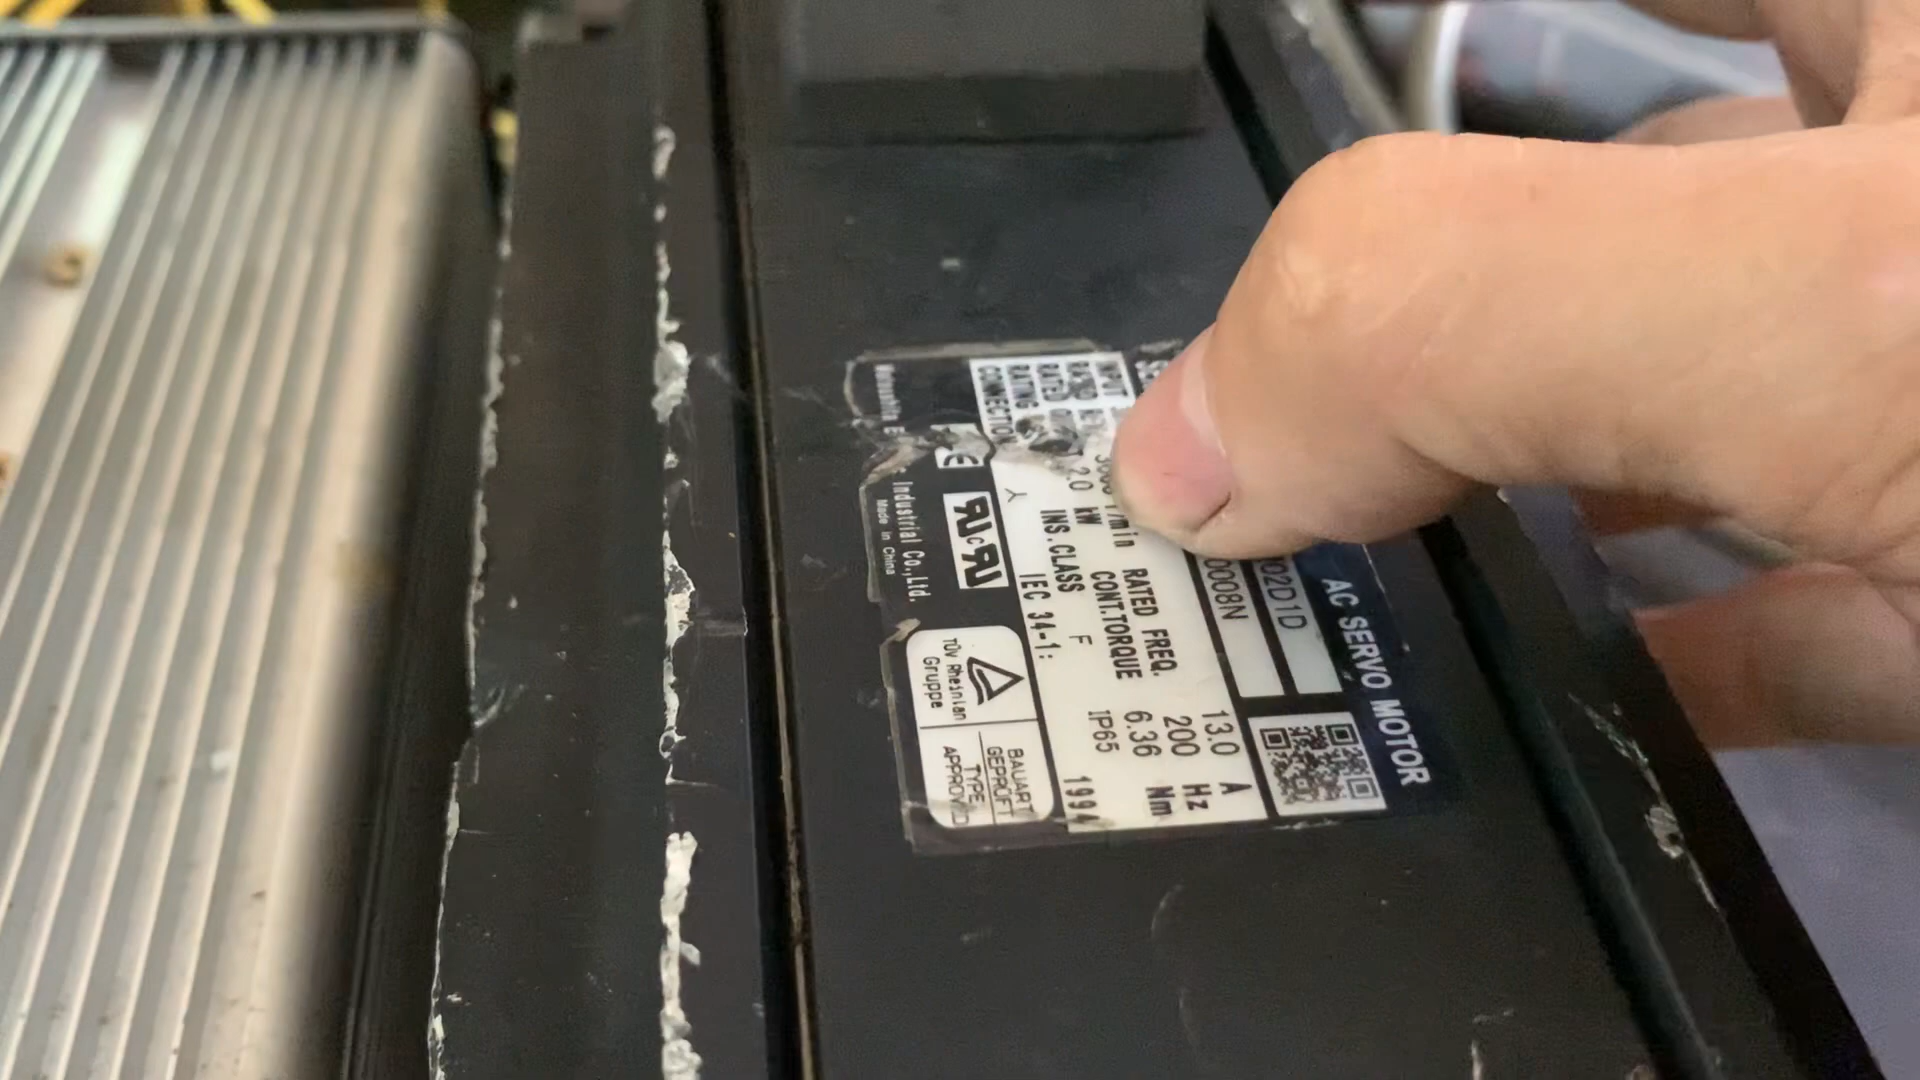 AC SERVO MOTOR
02D1D
0008N
INPUT
13.0 A
r/min RATED FREQ. 200 Hz
RATED 2.0 kW CONT.TORQUE 6.36 Nm
RATING INS.CLASS F IP65
CONNECTION 人 IEC 34-1: 1994
Industrial Co.,Ltd.
Made in China
TÜV Rheinland
Gruppe
BAUART
GEPRÜFT
TYPE
APPROVED